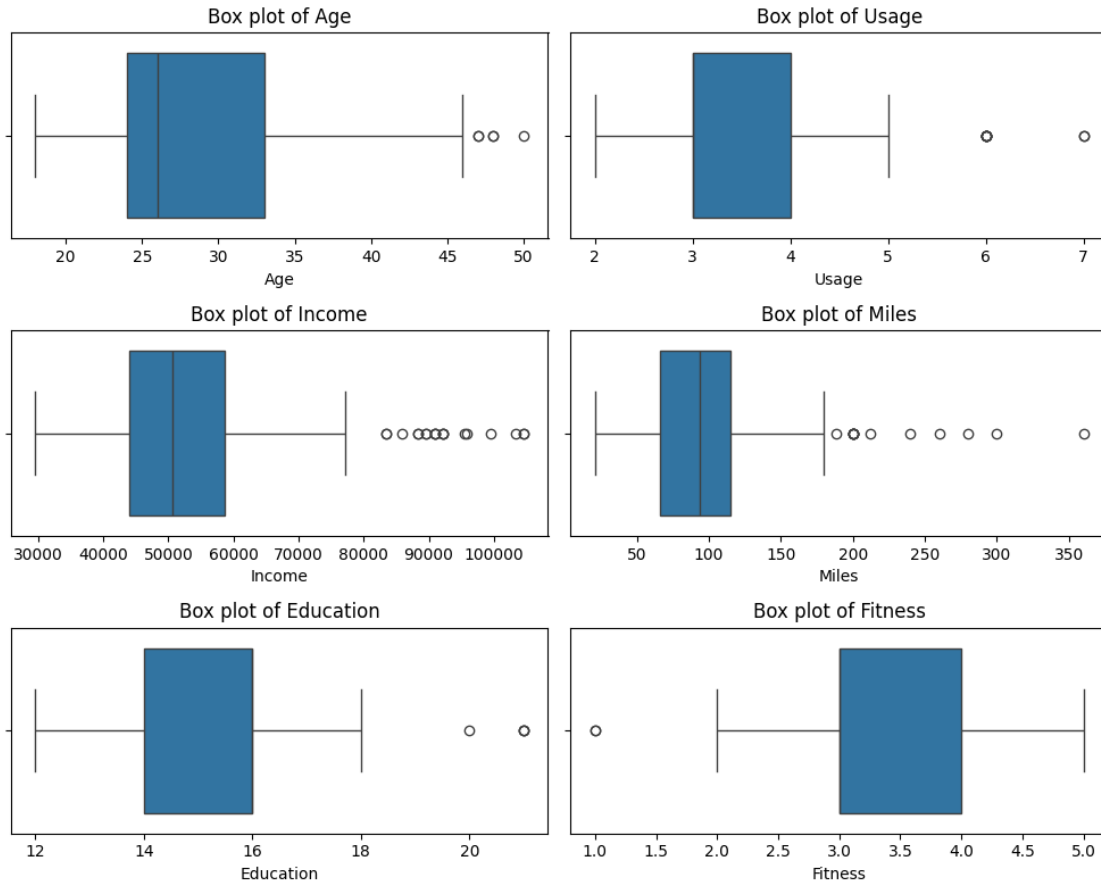 Box plot of Age
20 25 30 35 40 45 50
Age
Box plot of Usage
2 3 4 5 6 7
Usage
Box plot of Income
30000 40000 50000 60000 70000 80000 90000 100000
Income
Box plot of Miles
50 100 150 200 250 300 350
Miles
Box plot of Education
12 14 16 18 20
Education
Box plot of Fitness
1.0 1.5 2.0 2.5 3.0 3.5 4.0 4.5 5.0
Fitness